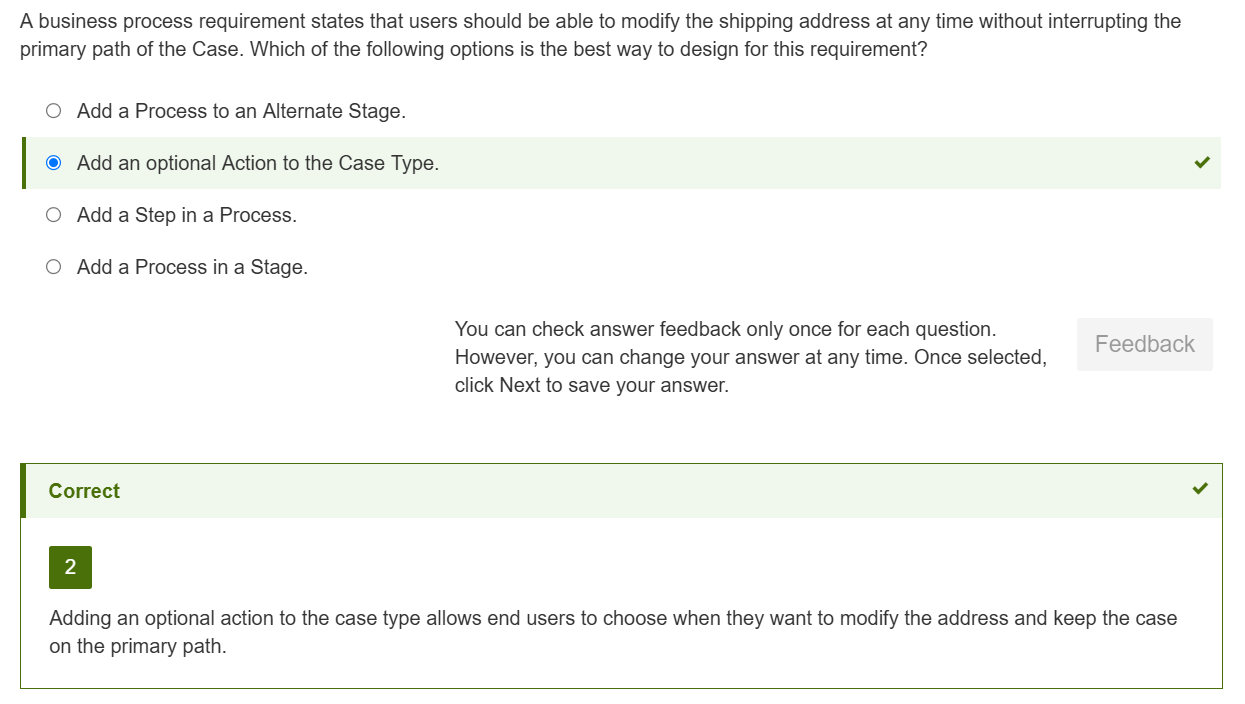 A business process requirement states that users should be able to modify the shipping address at any time without interrupting the
primary path of the Case. Which of the following options is the best way to design for this requirement?
Add a Process to an Alternate Stage.
Add an optional Action to the Case Type.
Add a Step in a Process.
Add a Process in a Stage.
You can check answer feedback only once for each question.
However, you can change your answer at any time. Once selected,
click Next to save your answer.
Feedback
Correct
2
Adding an optional action to the case type allows end users to choose when they want to modify the address and keep the case
on the primary path.